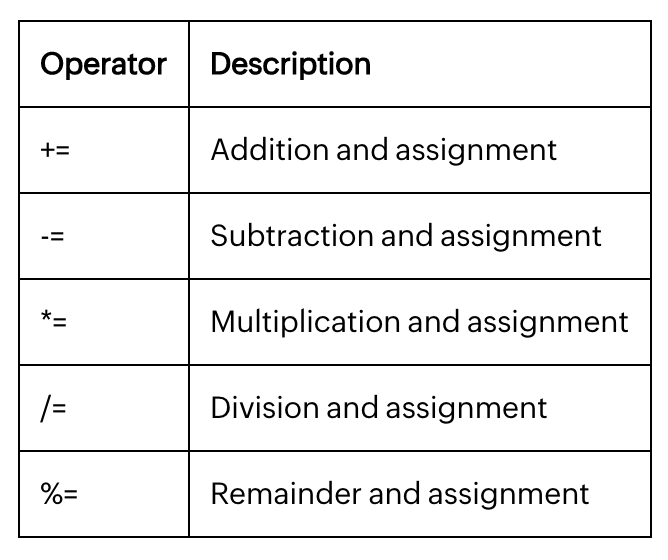 Operator Description
+= Addition and assignment
-= Subtraction and assignment
*= Multiplication and assignment
/= Division and assignment
%= Remainder and assignment